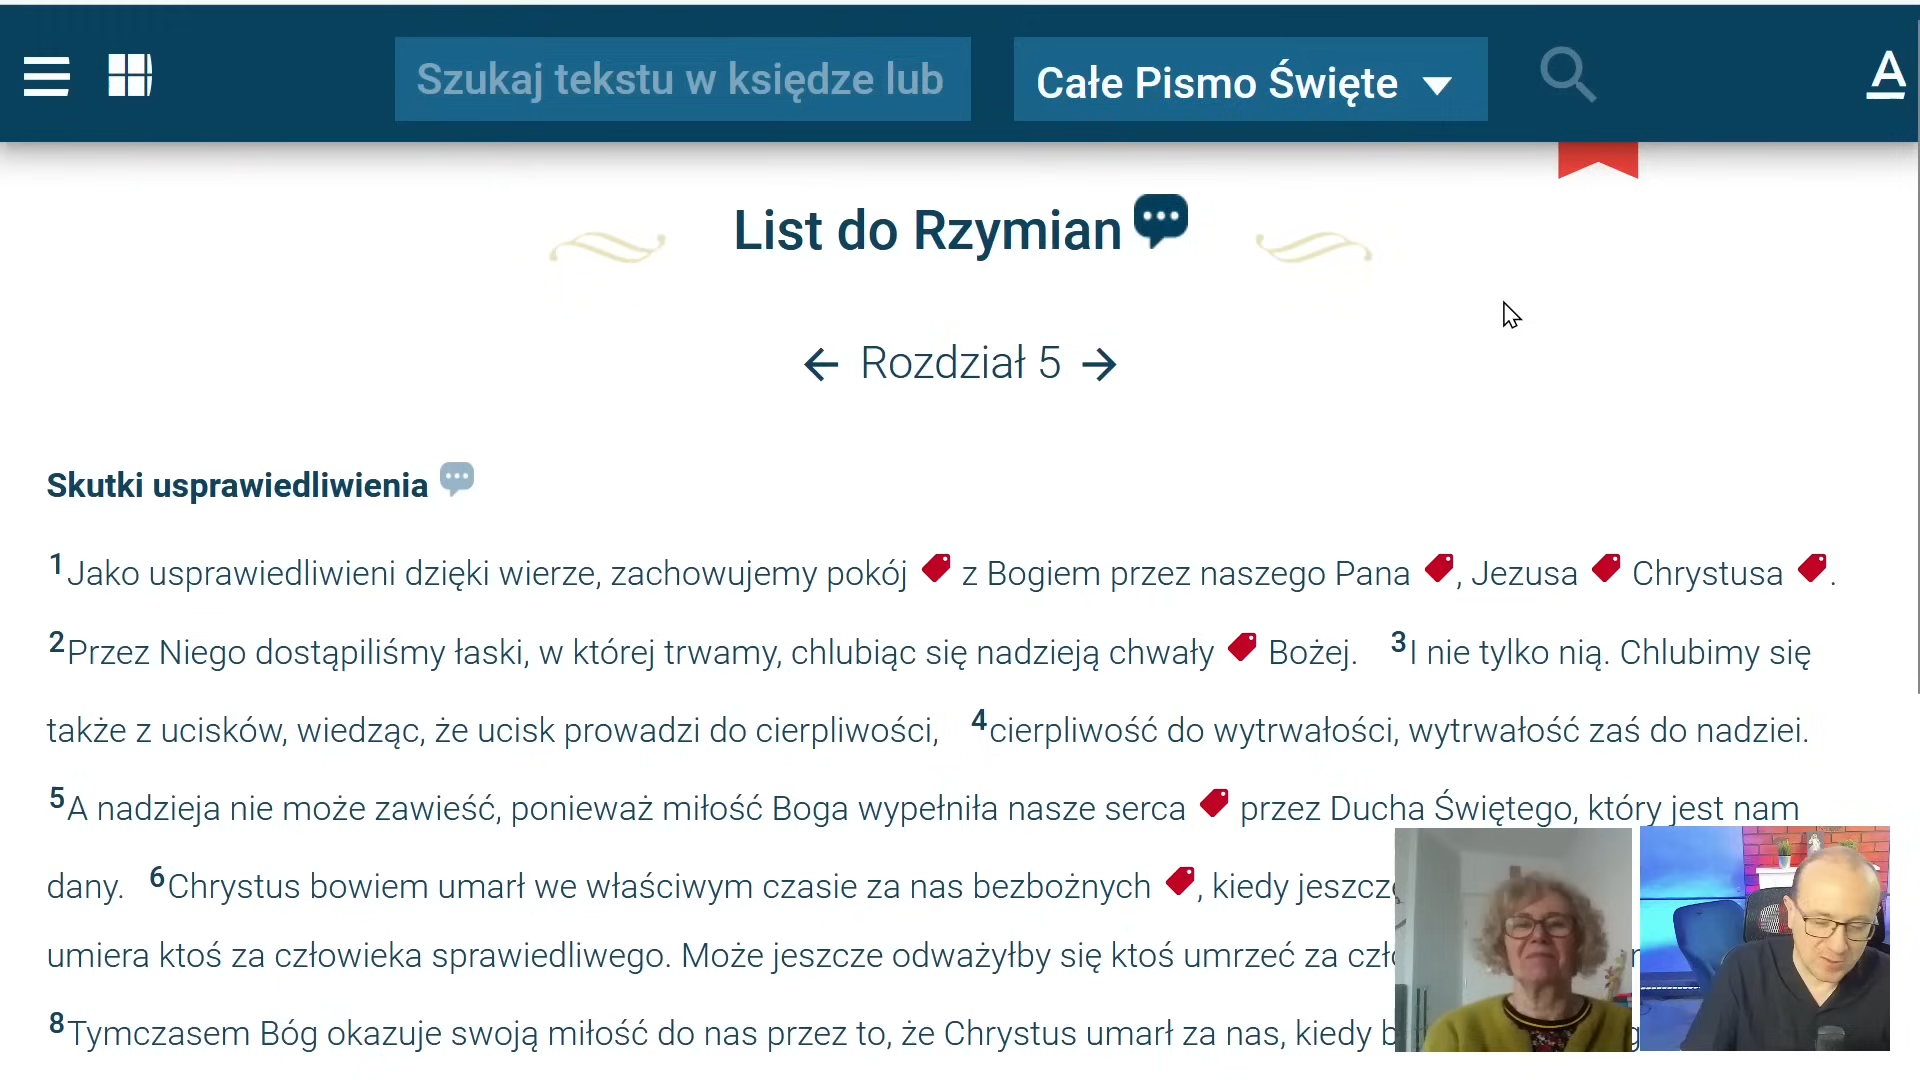 Szukaj tekstu w księdze lub
Całe Pismo Święte
A
List do Rzymian
Rozdział 5
Skutki usprawiedliwienia
1Jako usprawiedliwieni dzięki wierze, zachowujemy pokój z Bogiem przez naszego Pana , Jezusa Chrystusa .
2Przez Niego dostąpiliśmy łaski, w której trwamy, chlubiąc się nadzieją chwały Bożej. 3I nie tylko nią. Chlubimy się
także z ucisków, wiedząc, że ucisk prowadzi do cierpliwości, 4cierpliwość do wytrwałości, wytrwałość zaś do nadziei.
5A nadzieja nie może zawieść, ponieważ miłość Boga wypełniła nasze serca przez Ducha Świętego, który jest nam
dany. 6Chrystus bowiem umarł we właściwym czasie za nas bezbożnych , kiedy jeszcze
umiera ktoś za człowieka sprawiedliwego. Może jeszcze odważyłby się ktoś umrzeć za
8Tymczasem Bóg okazuje swoją miłość do nas przez to, że Chrystus umarł za nas, kiedy